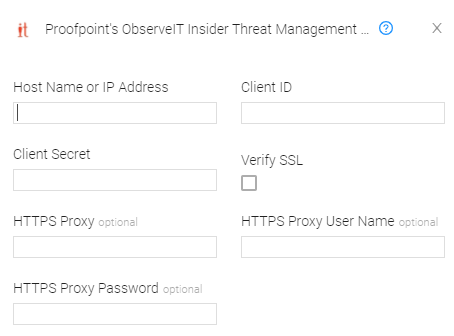 it Proofpoint's ObserveIT Insider Threat Management ... ? X
Host Name or IP Address Client ID
Client Secret Verify SSL
HTTPS Proxy optional HTTPS Proxy User Name optional
HTTPS Proxy Password optional